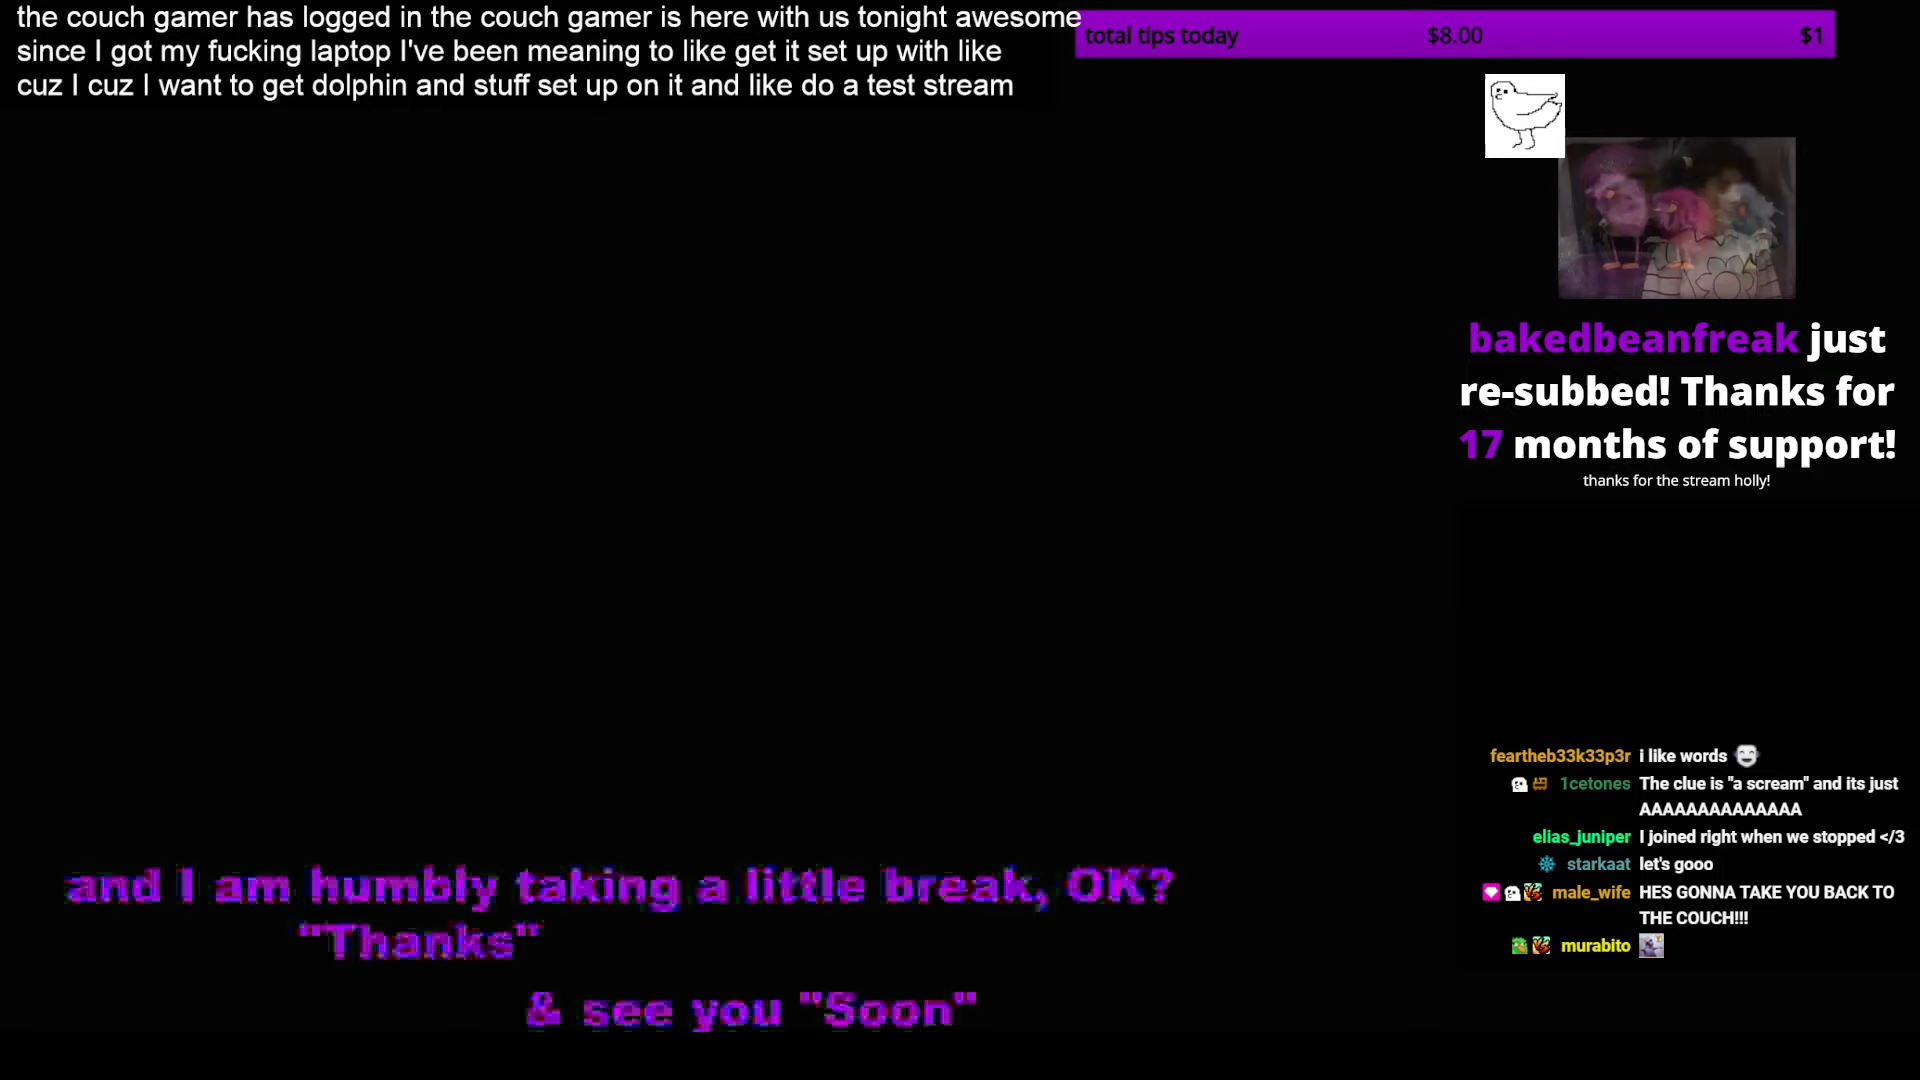 the couch gamer has logged in the couch gamer is here with us tonight awesome
since I got my fucking laptop I've been meaning to like get it set up with like
cuz I cuz I want to get dolphin and stuff set up on it and like do a test stream
total tips today $8.00 $1
bakedbeanfreak just
re-subbed! Thanks for
17 months of support!
thanks for the stream holly!
feartheb33k33p3r i like words
1cetones The clue is "a scream" and its just
AAAAAAAAAAAAAA
elias_juniper I joined right when we stopped </3
starkaat let's gooo
male_wife HES GONNA TAKE YOU BACK TO
THE COUCH!!!
murabito
and I am humbly taking a little break, OK?
"Thanks"
& see you "Soon"